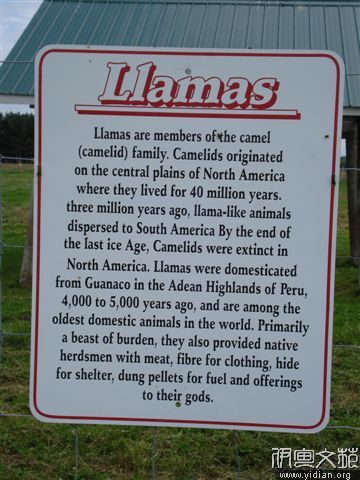 Llamas
Llamas are members of the camel
(camelid) family. Camelids originated
on the central plains of North America
where they lived for 40 million years.
three million years ago, llama-like animals
dispersed to South America By the end of
the last ice Age, Camelids were extinct in
North America. Llamas were domesticated
from Guanaco in the Adean Highlands of Peru,
4,000 to 5,000 years ago, and are among the
oldest domestic animals in the world. Primarily
a beast of burden, they also provided native
herdsmen with meat, fibre for clothing, hide
for shelter, dung pellets for fuel and offerings
to their gods.
www.yidian.org